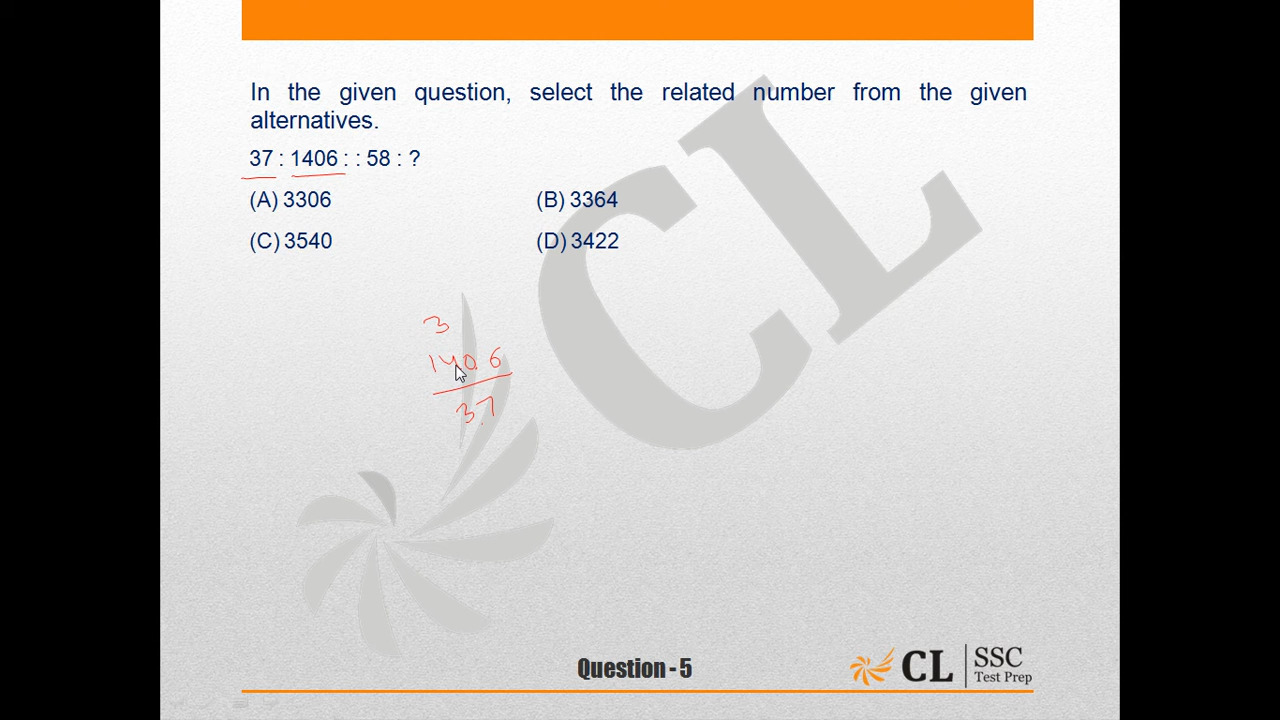 In the given question, select the related number from the given
alternatives.
37 : 1406 : : 58 : ?
(A) 3306 (B) 3364
(C) 3540 (D) 3422
3
1406
37
CL
Question - 5
CL SSC
Test Prep